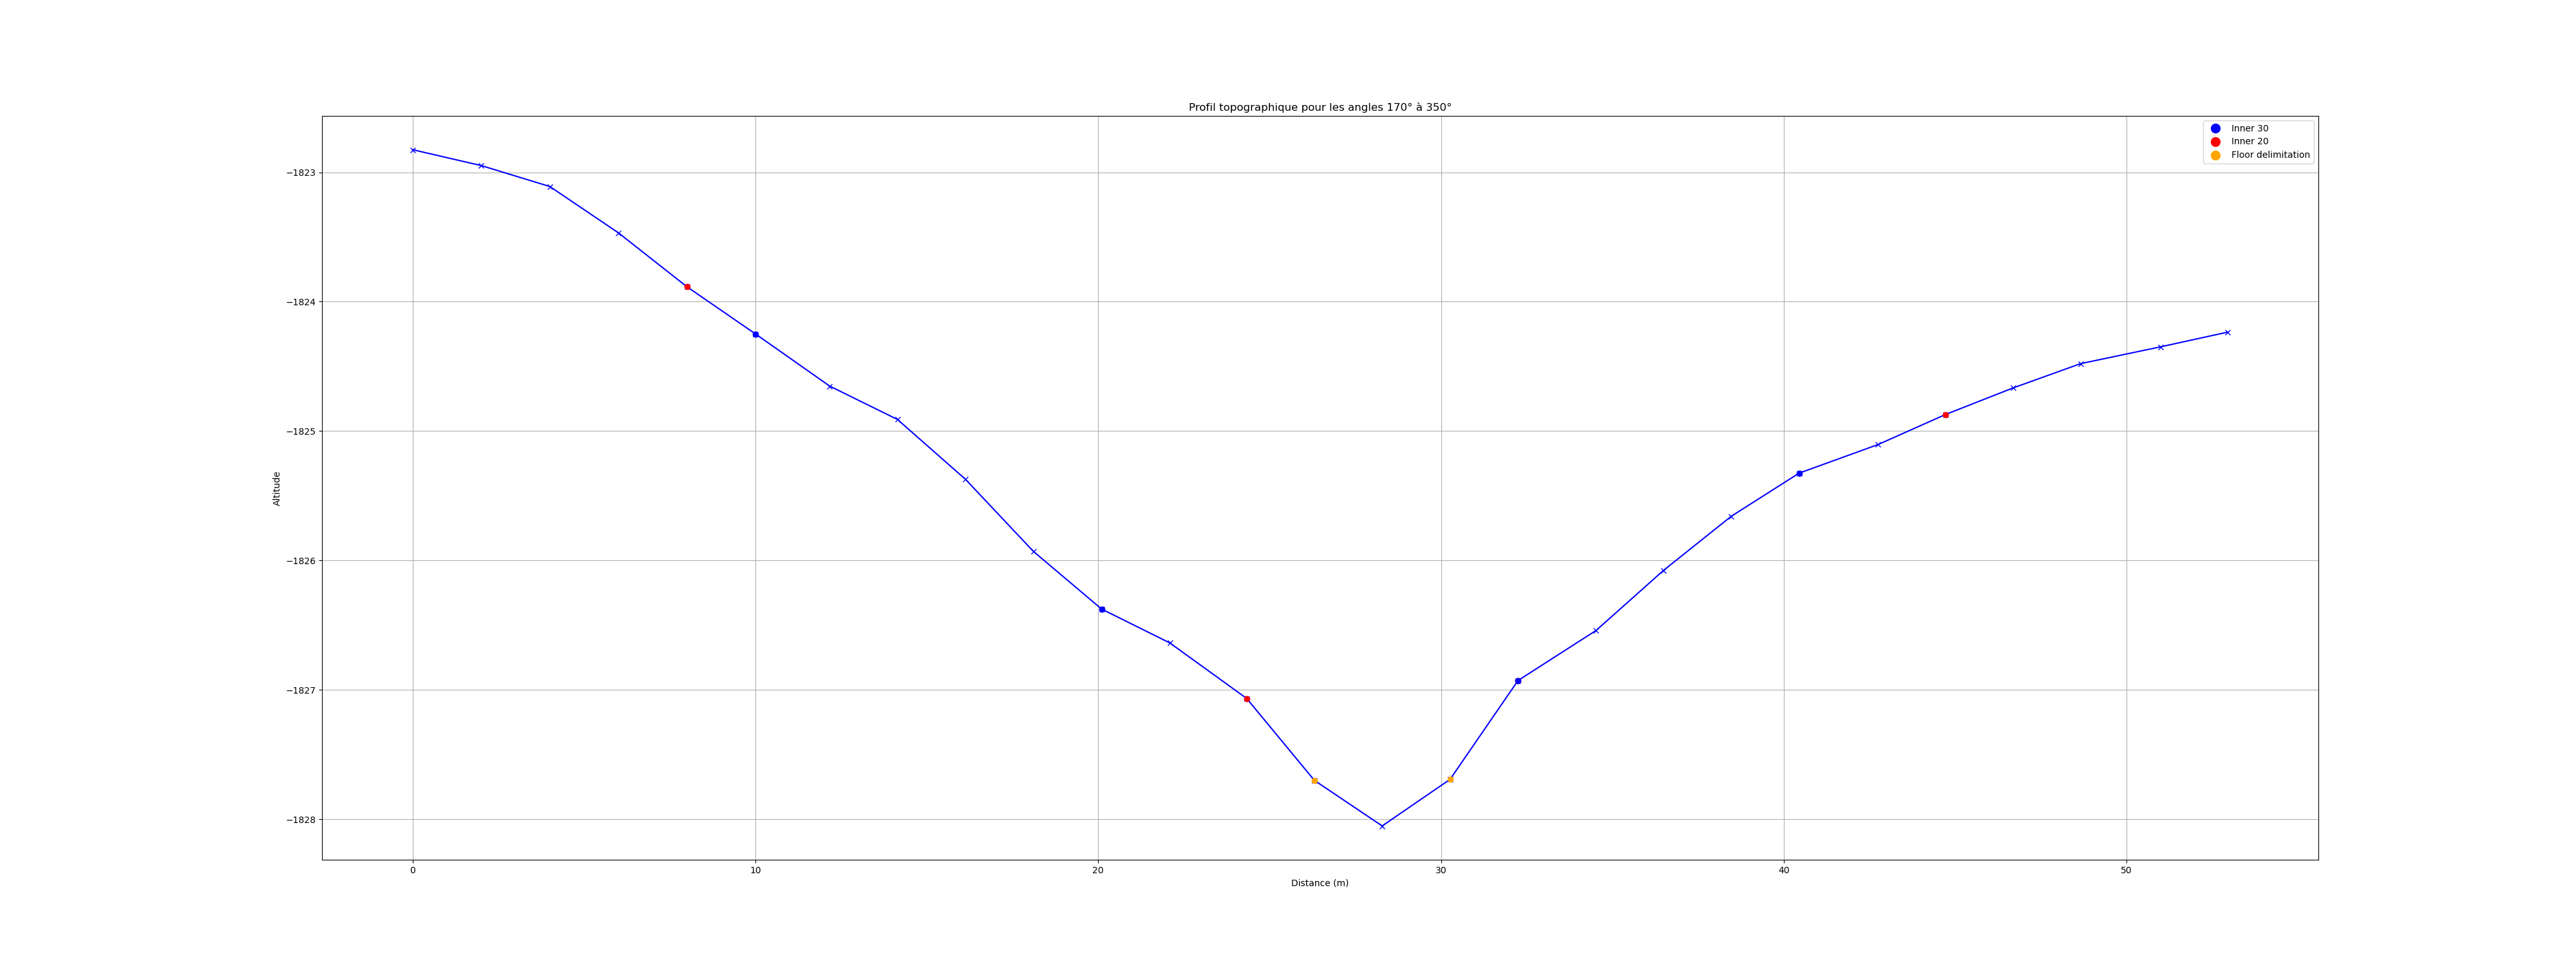 Profil topographique pour les angles 170° à 350°
Inner 30
Inner 20
Floor delimitation
−1823
−1824
−1825
−1826
−1827
−1828
Altitude
0 10 20 30 40 50
Distance (m)